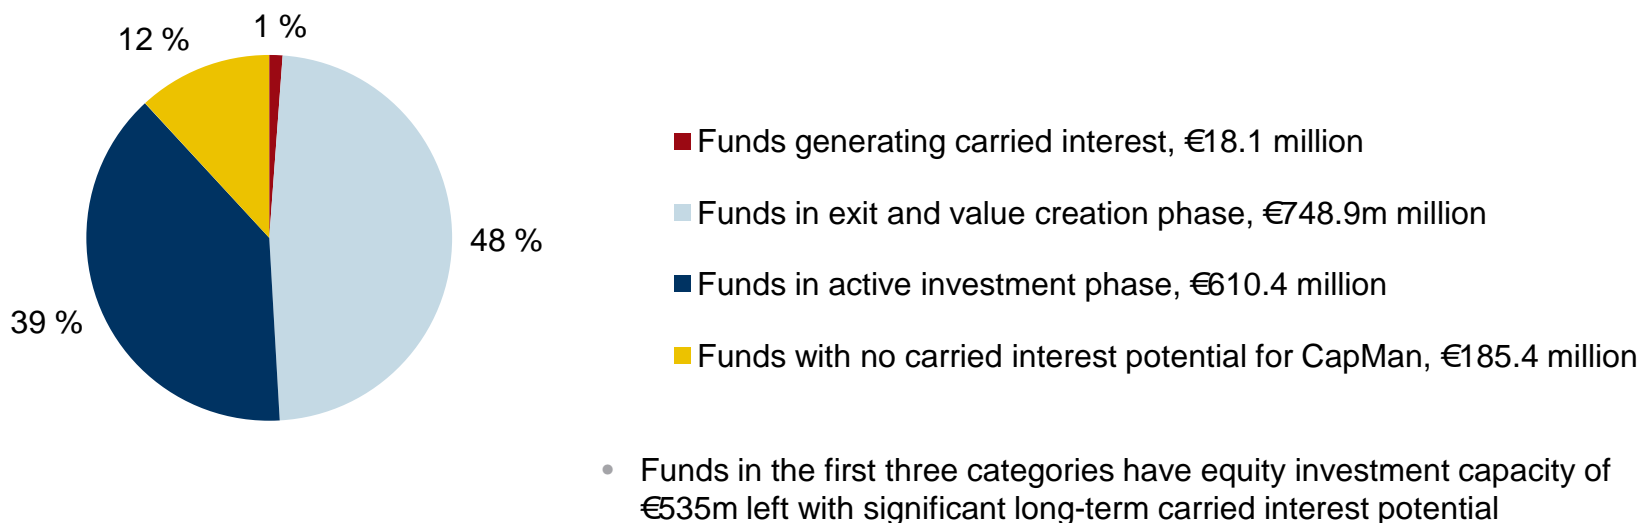 1 %
12 %
48 %
39 %
Funds generating carried interest, €18.1 million
Funds in exit and value creation phase, €748.9m million
Funds in active investment phase, €610.4 million
Funds with no carried interest potential for CapMan, €185.4 million
• Funds in the first three categories have equity investment capacity of
€535m left with significant long-term carried interest potential